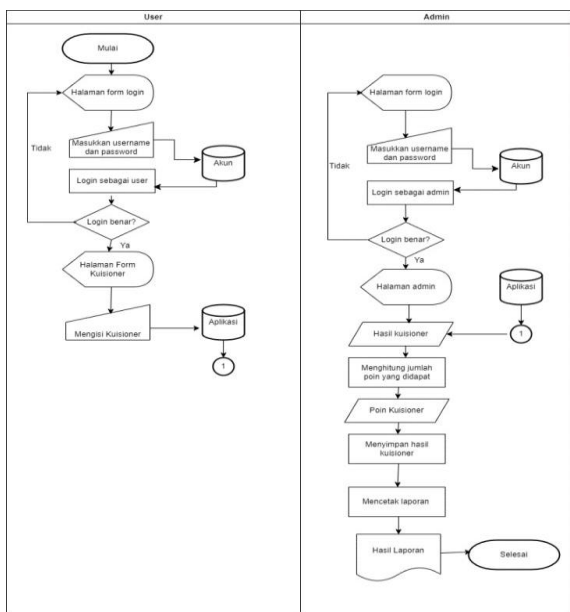 User
Mulai
Halaman form login
Masukkan username
dan password
Tidak
Akun
Login sebagai user
Login benar?
Ya
Halaman Form
Kuisioner
Mengisi Kuisioner
Aplikasi
1
Admin
Halaman form login
Masukkan username
dan password
Tidak
Akun
Login sebagai admin
Login benar?
Ya
Halaman admin
Aplikasi
Hasil kuisioner
1
Menghitung jumlah
poin yang didapat
Poin Kuisioner
Menyimpan hasil
kuisioner
Mencetak laporan
Hasil Laporan
Selesai